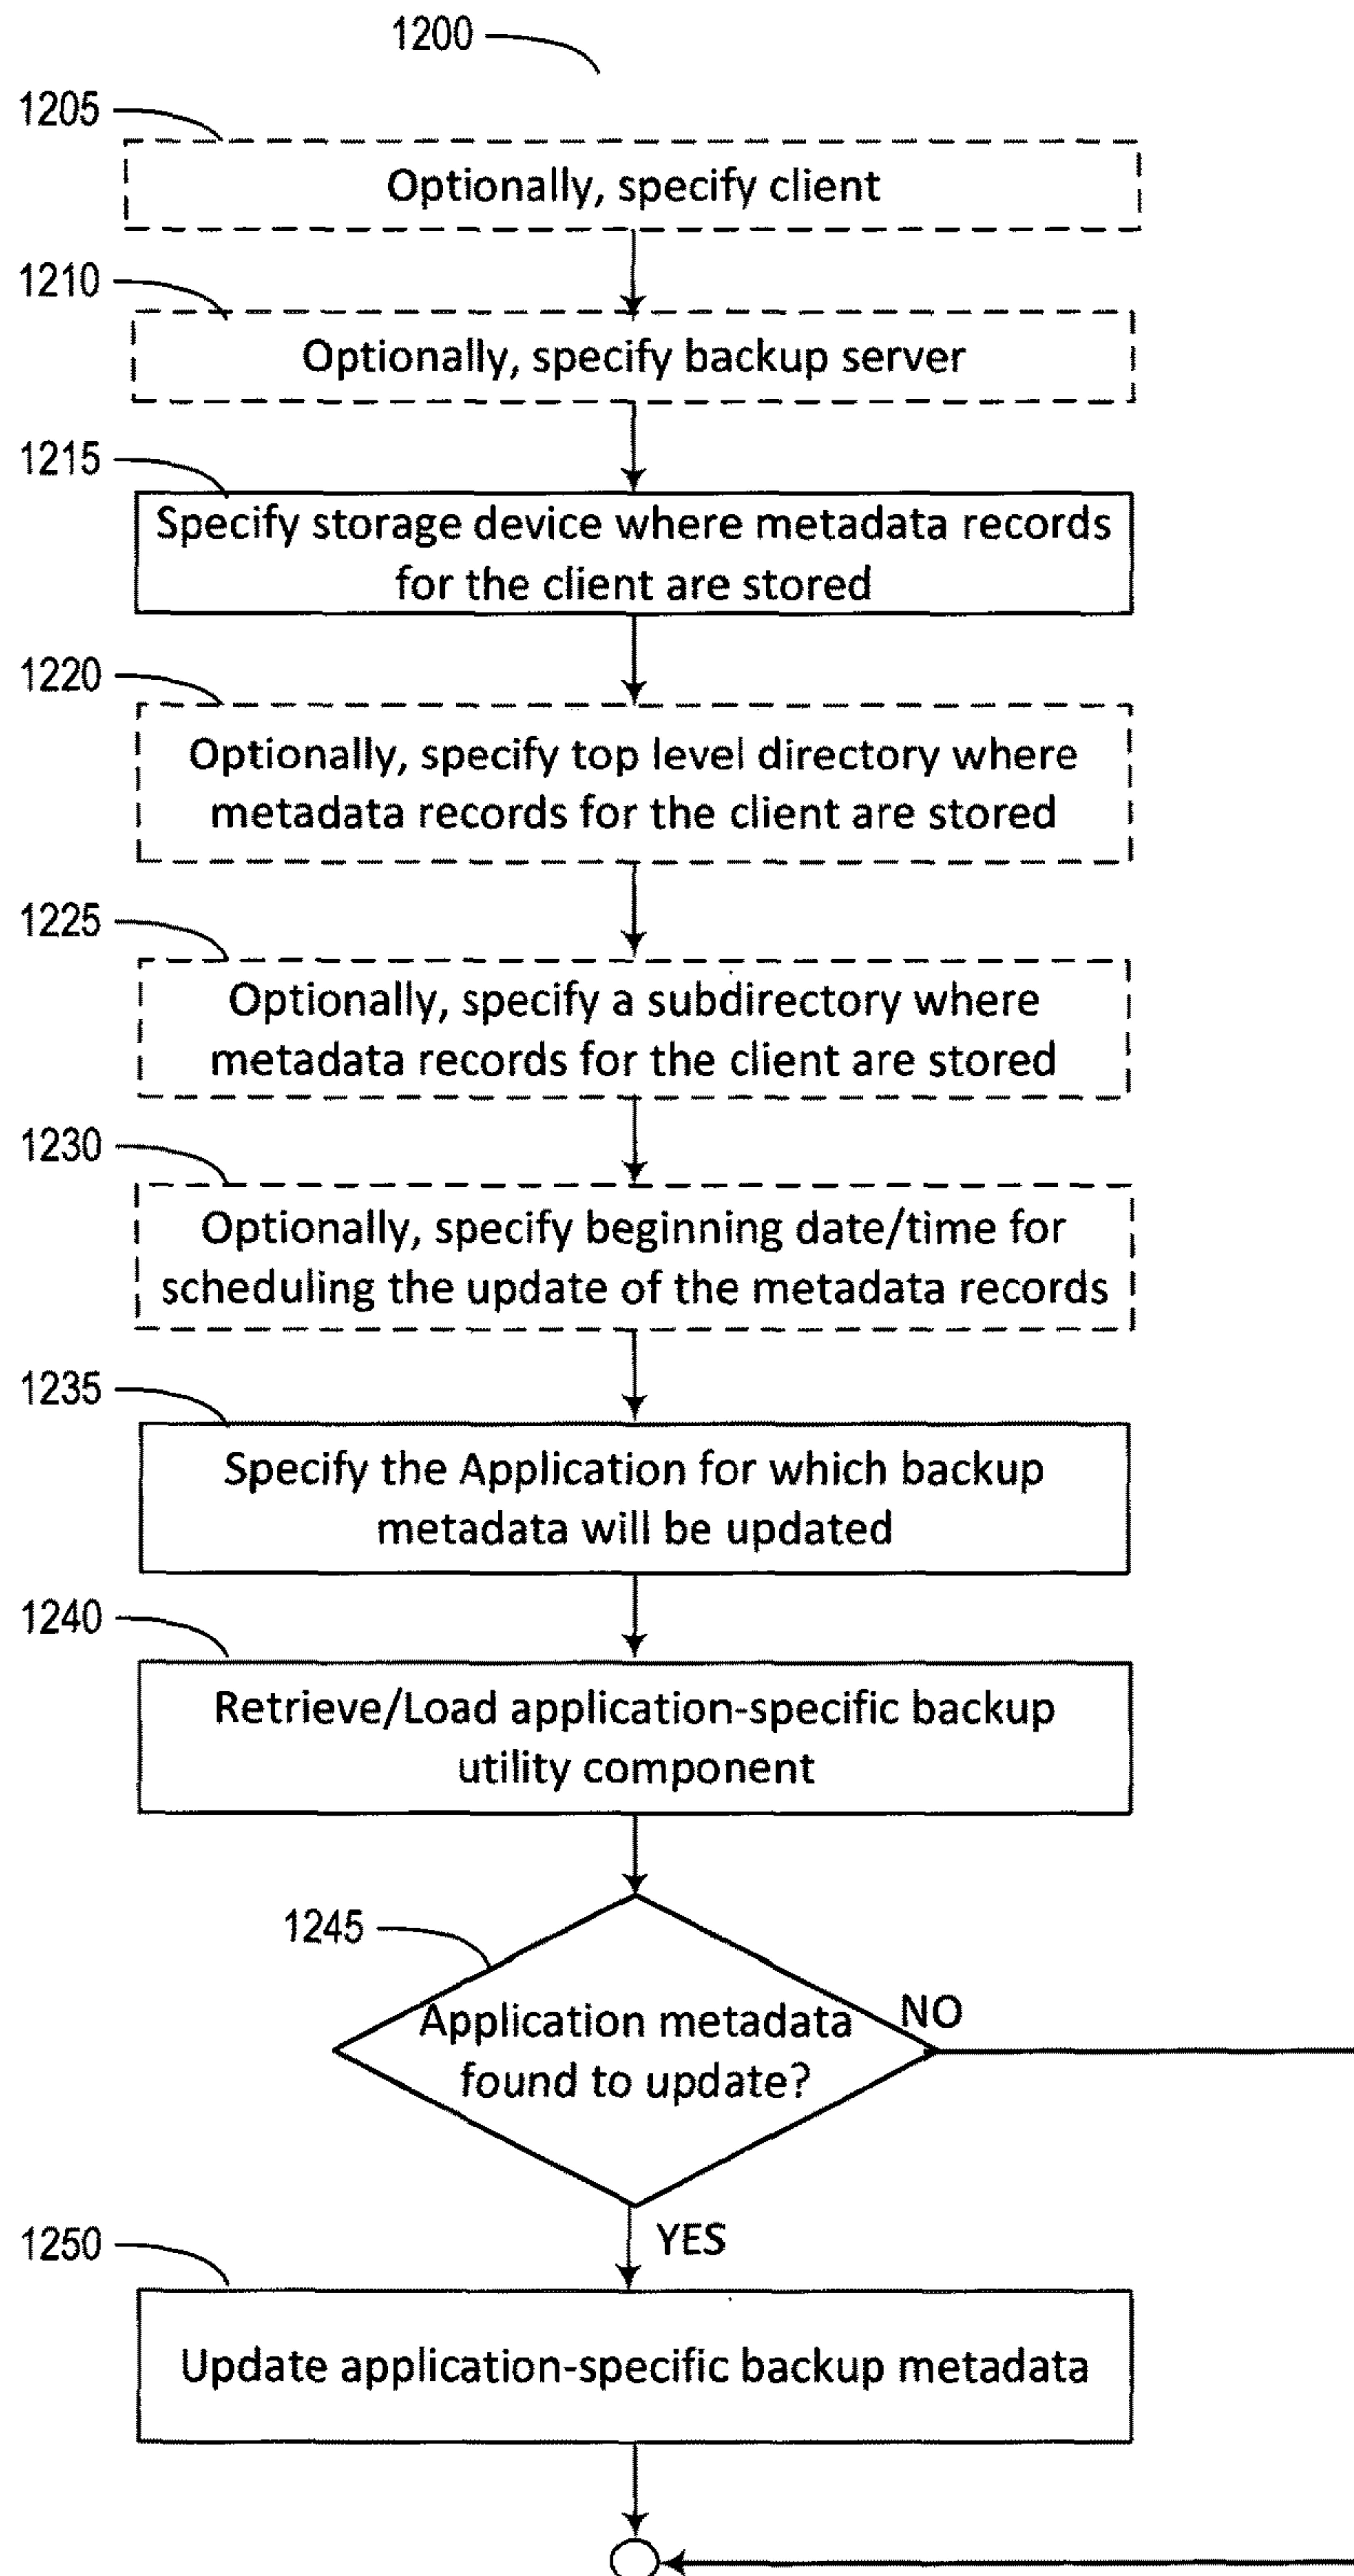 1200
1205
Optionally, specify client
1210
Optionally, specify backup server
1215
Specify storage device where metadata records
for the client are stored
1220
Optionally, specify top level directory where
metadata records for the client are stored
1225
Optionally, specify a subdirectory where
metadata records for the client are stored
1230
Optionally, specify beginning date/time for
scheduling the update of the metadata records
1235
Specify the Application for which backup
metadata will be updated
1240
Retrieve/Load application-specific backup
utility component
1245
Application metadata
found to update?
NO
YES
1250
Update application-specific backup metadata